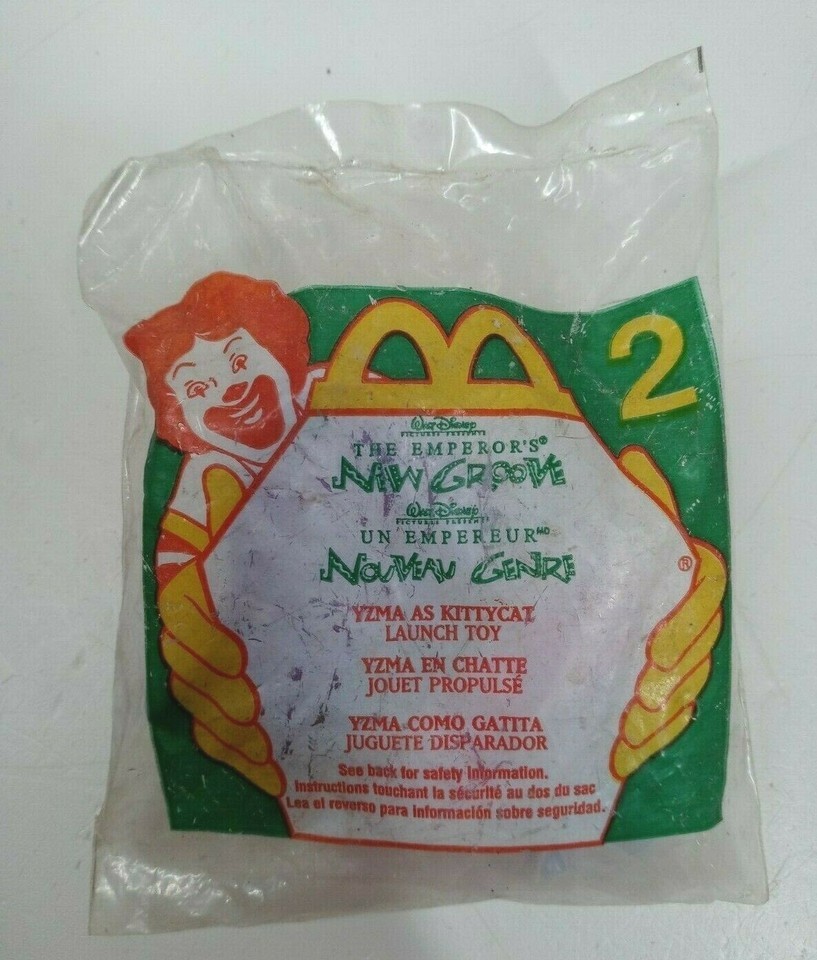 2
Walt Disney
PICTURES PRESENTS
THE EMPEROR'S®
NEW GROOVE
Walt Disney
PICTURES PRESENTS
UN EMPEREUR MD
NOUVEAU GENRE
®
YZMA AS KITTYCAT
LAUNCH TOY
YZMA EN CHATTE
JOUET PROPULSÉ
YZMA COMO GATITA
JUGUETE DISPARADOR
See back for safety information.
Instructions touchant la sécurité au dos du sac
Lea el reverso para información sobre seguridad.